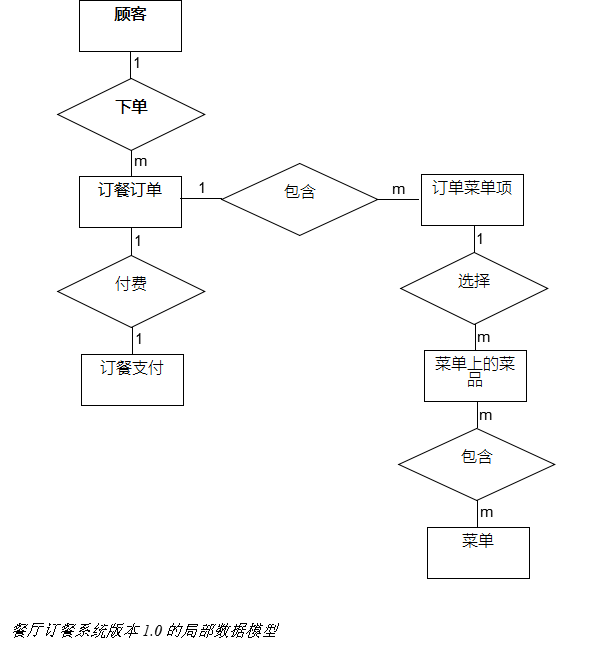 顾客
1
下单
m
订餐订单
1
包含
m
订单菜单项
1
付费
1
订餐支付
1
选择
m
菜单上的菜
品
m
包含
m
菜单
餐厅订餐系统版本1.0的局部数据模型